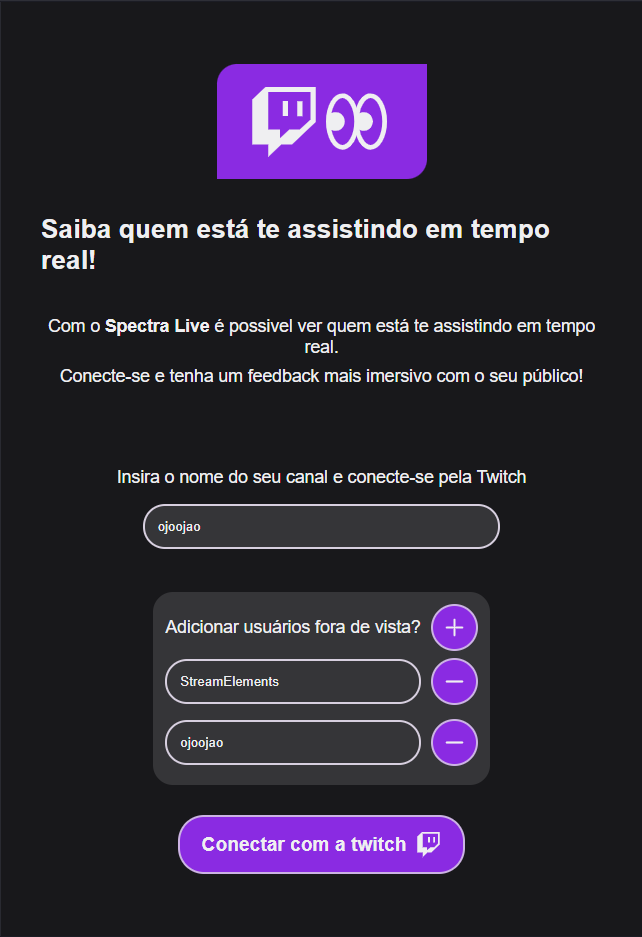 Saiba quem está te assistindo em tempo
real!
Com o Spectra Live é possivel ver quem está te assistindo em tempo
real.
Conecte-se e tenha um feedback mais imersivo com o seu público!
Insira o nome do seu canal e conecte-se pela Twitch
ojoojao
Adicionar usuários fora de vista?
StreamElements
ojoojao
Conectar com a twitch